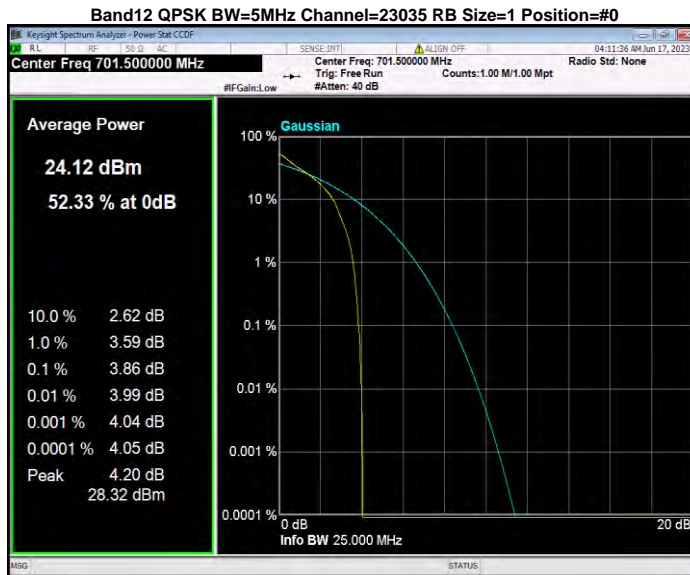 Band12 QPSK BW=5MHz Channel=23035 RB Size=1 Position=#0
Keysight Spectrum Analyzer - Power Stat CCDF
RL RF 50 Ω AC SENSE:INT ALIGN OFF 04:11:36 AM Jun 17, 2023
Center Freq 701.500000 MHz Center Freq: 701.500000 MHz Radio Std: None
Trig: Free Run Counts:1.00 M/1.00 Mpt
#IFGain:Low #Atten: 40 dB
Average Power
24.12 dBm
52.33 % at 0dB
10.0 % 2.62 dB
1.0 % 3.59 dB
0.1 % 3.86 dB
0.01 % 3.99 dB
0.001 % 4.04 dB
0.0001 % 4.05 dB
Peak 4.20 dB
28.32 dBm
100 % Gaussian
10 %
1 %
0.1 %
0.01 %
0.001 %
0.0001 %
0 dB 20 dB
Info BW 25.000 MHz
MSG STATUS